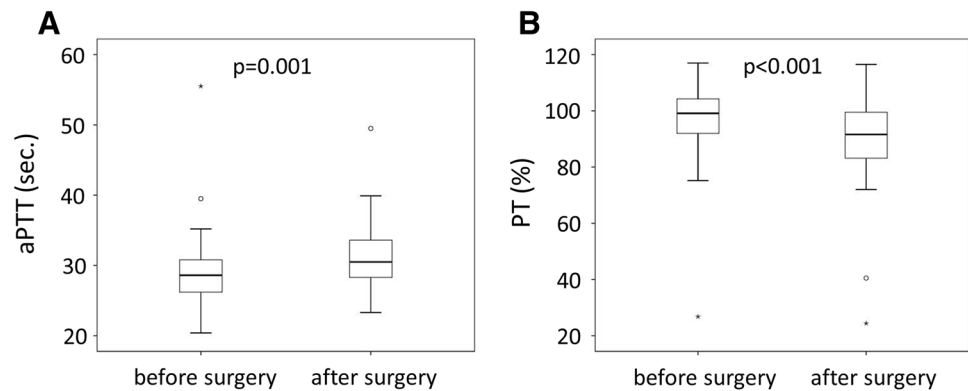 A
aPTT (sec.)
60
50
40
30
20
p=0.001
before surgery
after surgery
B
PT (%)
120
100
80
60
40
20
p<0.001
before surgery
after surgery